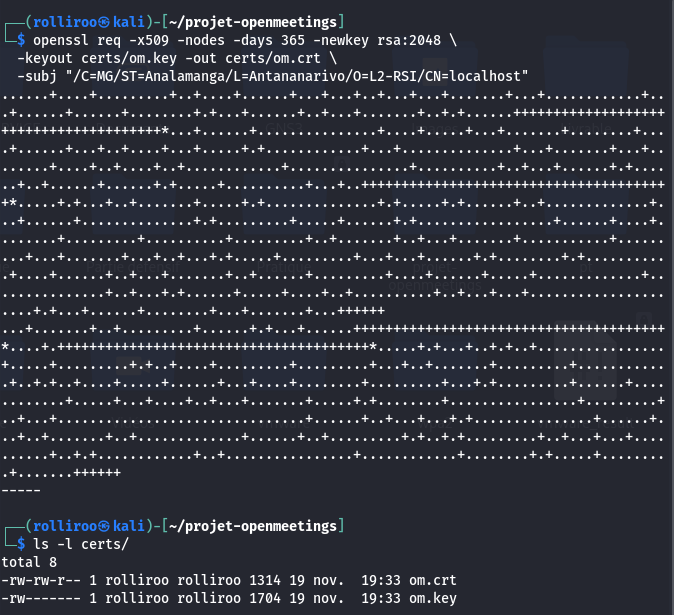 ┌──(rolliroo㉿kali)-[~/projet-openmeetings]
└─$ openssl req -x509 -nodes -days 365 -newkey rsa:2048 \
-keyout certs/om.key -out certs/om.crt \
-subj "/C=MG/ST=Analamanga/L=Antananarivo/O=L2-RSI/CN=localhost"
-----
┌──(rolliroo㉿kali)-[~/projet-openmeetings]
└─$ ls -l certs/
total 8
-rw-rw-r-- 1 rolliroo rolliroo 1314 19 nov.  19:33 om.crt
-rw------- 1 rolliroo rolliroo 1704 19 nov.  19:33 om.key